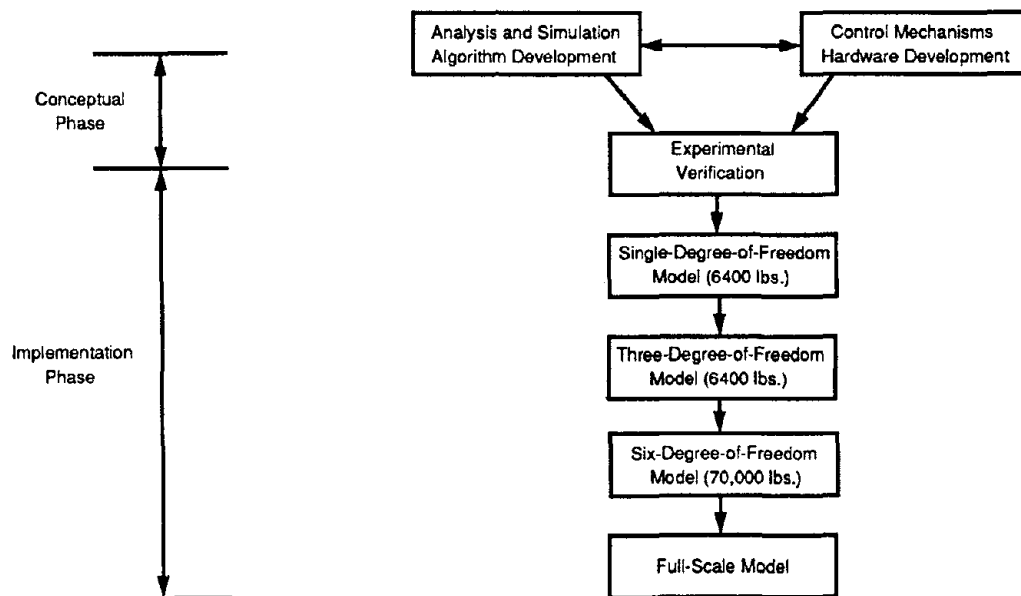 Analysis and Simulation
Algorithm Development
Control Mechanisms
Hardware Development
Conceptual
Phase
Experimental
Verification
Single-Degree-of-Freedom
Model (6400 lbs.)
Implementation
Phase
Three-Degree-of-Freedom
Model (6400 lbs.)
Six-Degree-of-Freedom
Model (70,000 lbs.)
Full-Scale Model